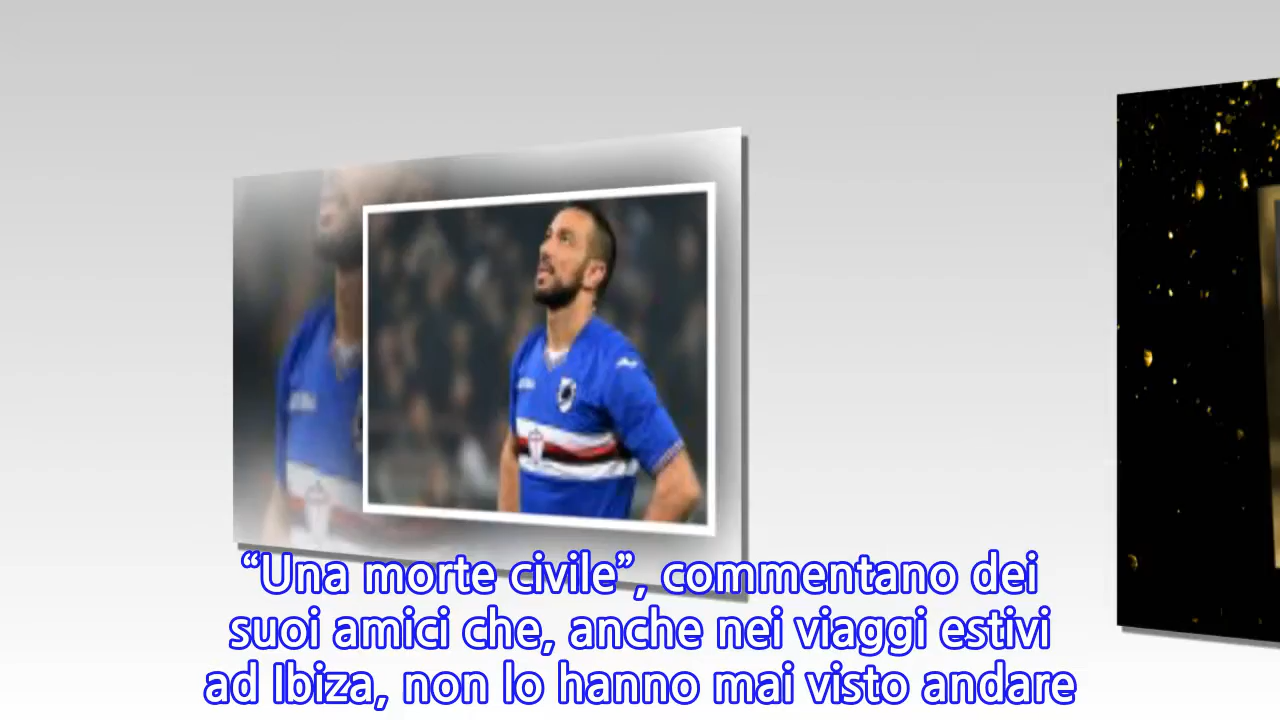 “Una morte civile”, commentano dei
suoi amici che, anche nei viaggi estivi
ad Ibiza, non lo hanno mai visto andare